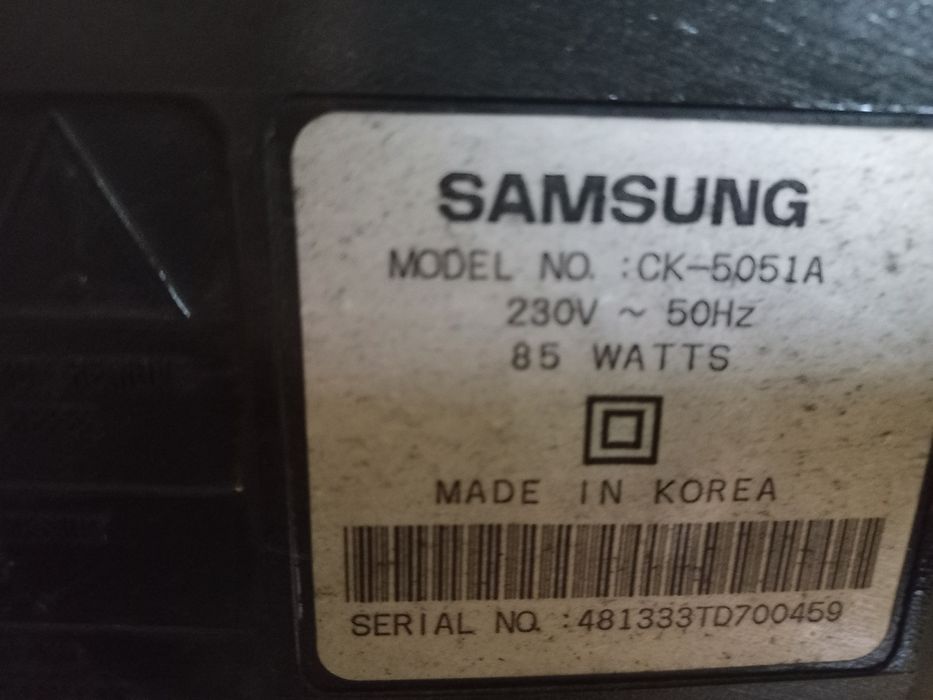 SAMSUNG
MODEL NO. :CK-5051A
230V ~ 50Hz
85 WATTS
MADE IN KOREA
SERIAL NO. :481333TD700459